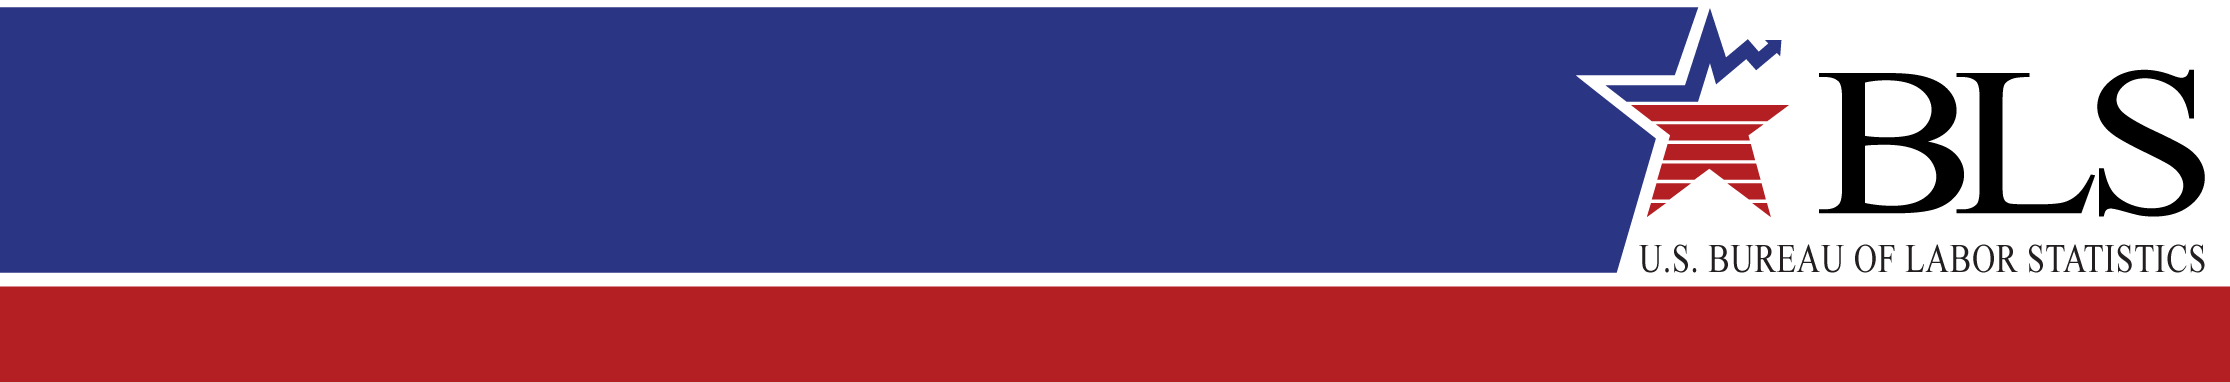 BLS
U.S. BUREAU OF LABOR STATISTICS